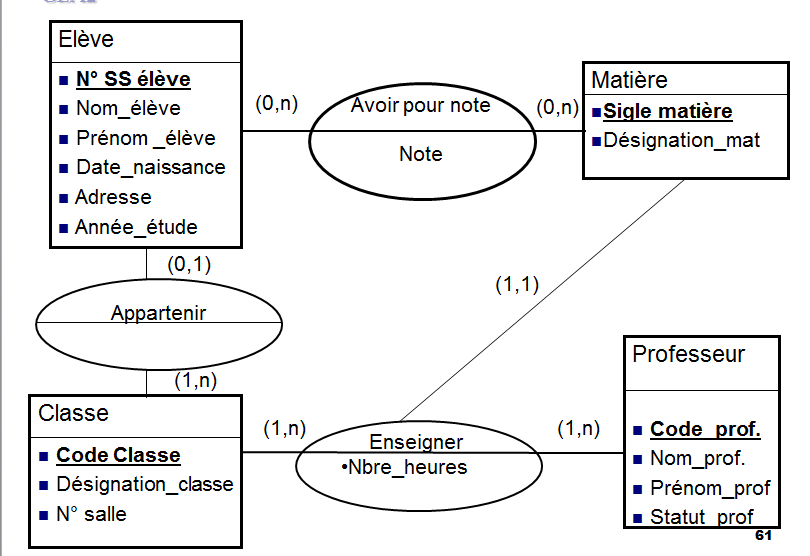 Elève
N° SS élève
Nom_élève
Prénom _élève
Date_naissance
Adresse
Année_étude
(0,n)
Avoir pour note
Note
(0,n)
Matière
Sigle matière
Désignation_mat
(0,1)
Appartenir
(1,n)
(1,1)
Classe
Code Classe
Désignation_classe
N° salle
(1,n)
Enseigner
•Nbre_heures
(1,n)
Professeur
Code_prof.
Nom_prof.
Prénom_prof
Statut_prof
61